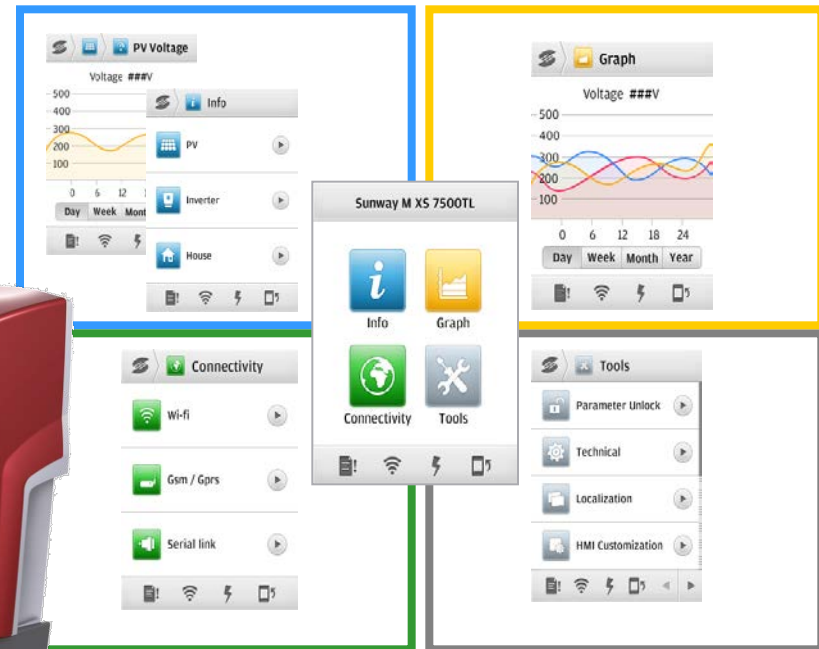 PV Voltage
Voltage ###V
500
400
300
200
100
0 6 12
Day Week Mont
Info
PV
Inverter
House
Graph
Voltage ###V
500
400
300
200
100
0 6 12 18 24
Day Week Month Year
Sunway M XS 7500TL
Info Graph
Connectivity Tools
Connectivity
Wi-fi
Gsm / Gprs
Serial link
Tools
Parameter Unlock
Technical
Localization
HMI Customization